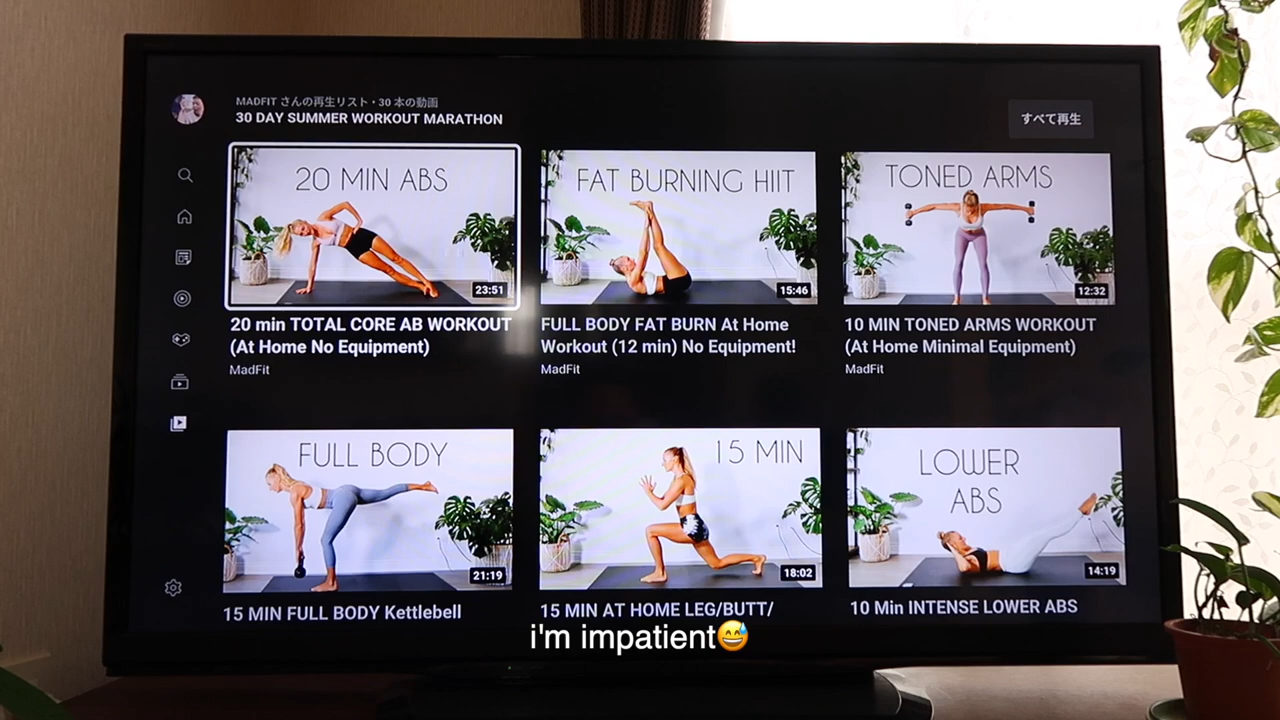 MADFIT さんの再生リスト・30 本の動画
30 DAY SUMMER WORKOUT MARATHON
すべて再生
20 MIN ABS
23:51
FAT BURNING HIIT
15:46
TONED ARMS
12:32
20 min TOTAL CORE AB WORKOUT
(At Home No Equipment)
MadFit
FULL BODY FAT BURN At Home
Workout (12 min) No Equipment!
MadFit
10 MIN TONED ARMS WORKOUT
(At Home Minimal Equipment)
MadFit
FULL BODY
21:19
15 MIN
18:02
LOWER
ABS
14:19
15 MIN FULL BODY Kettlebell
15 MIN AT HOME LEG/BUTT/
10 Min INTENSE LOWER ABS
i'm impatient😅